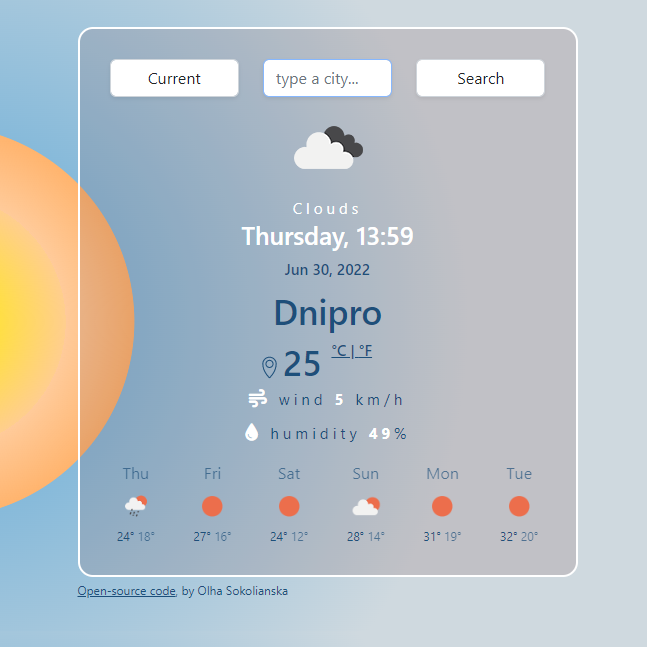 Current type a city... Search
Clouds
Thursday, 13:59
Jun 30, 2022
Dnipro
25 °C | °F
wind 5 km/h
humidity 49%
Thu Fri Sat Sun Mon Tue
24° 18° 27° 16° 24° 12° 28° 14° 31° 19° 32° 20°
Open-source code, by Olha Sokolianska